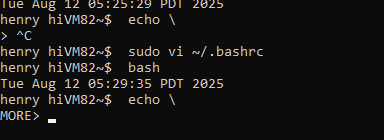 Tue Aug 12 05:25:29 PDT 2025
henry hiVM82~$  echo \
> ^C
henry hiVM82~$  sudo vi ~/.bashrc
henry hiVM82~$  bash
Tue Aug 12 05:29:35 PDT 2025
henry hiVM82~$  echo \
MORE>